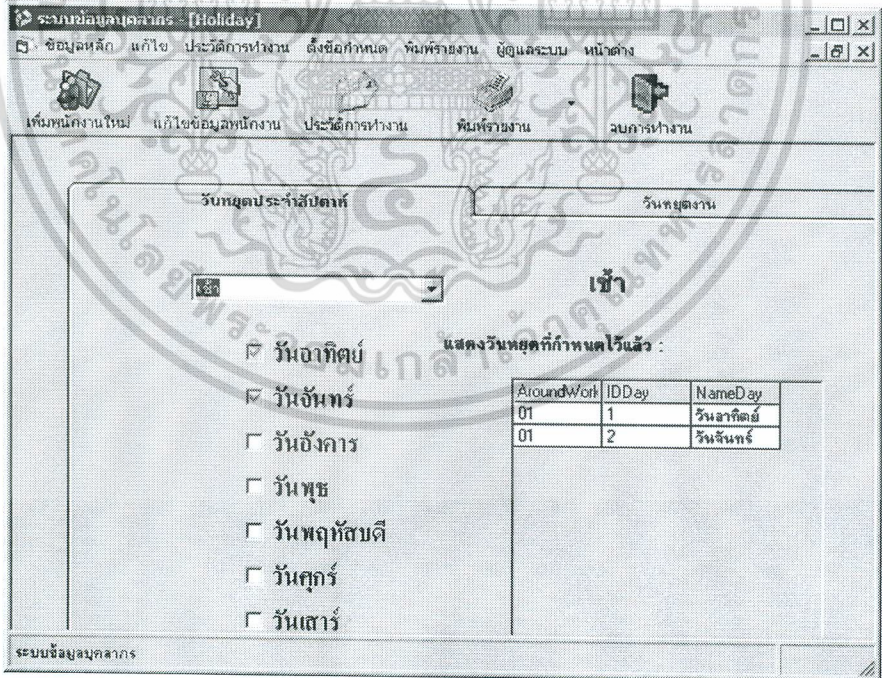 ระบบข้อมูลบุคลากร - [Holiday]
ข้อมูลหลัก แก้ไข ประวัติการทำงาน ตั้งข้อกำหนด พิมพ์รายงาน ผู้ดูแลระบบ หน้าต่าง
เพิ่มพนักงานใหม่ แก้ไขข้อมูลพนักงาน ประวัติการทำงาน พิมพ์รายงาน จบการทำงาน
วันหยุดประจำสัปดาห์ วันหยุดงาน
เช้า เช้า
แสดงวันหยุดที่กำหนดไว้แล้ว :
วันอาทิตย์
วันจันทร์
วันอังคาร
วันพุธ
วันพฤหัสบดี
วันศุกร์
วันเสาร์
AroundWork IDDay NameDay
01 1 วันอาทิตย์
01 2 วันจันทร์
ระบบข้อมูลบุคลากร